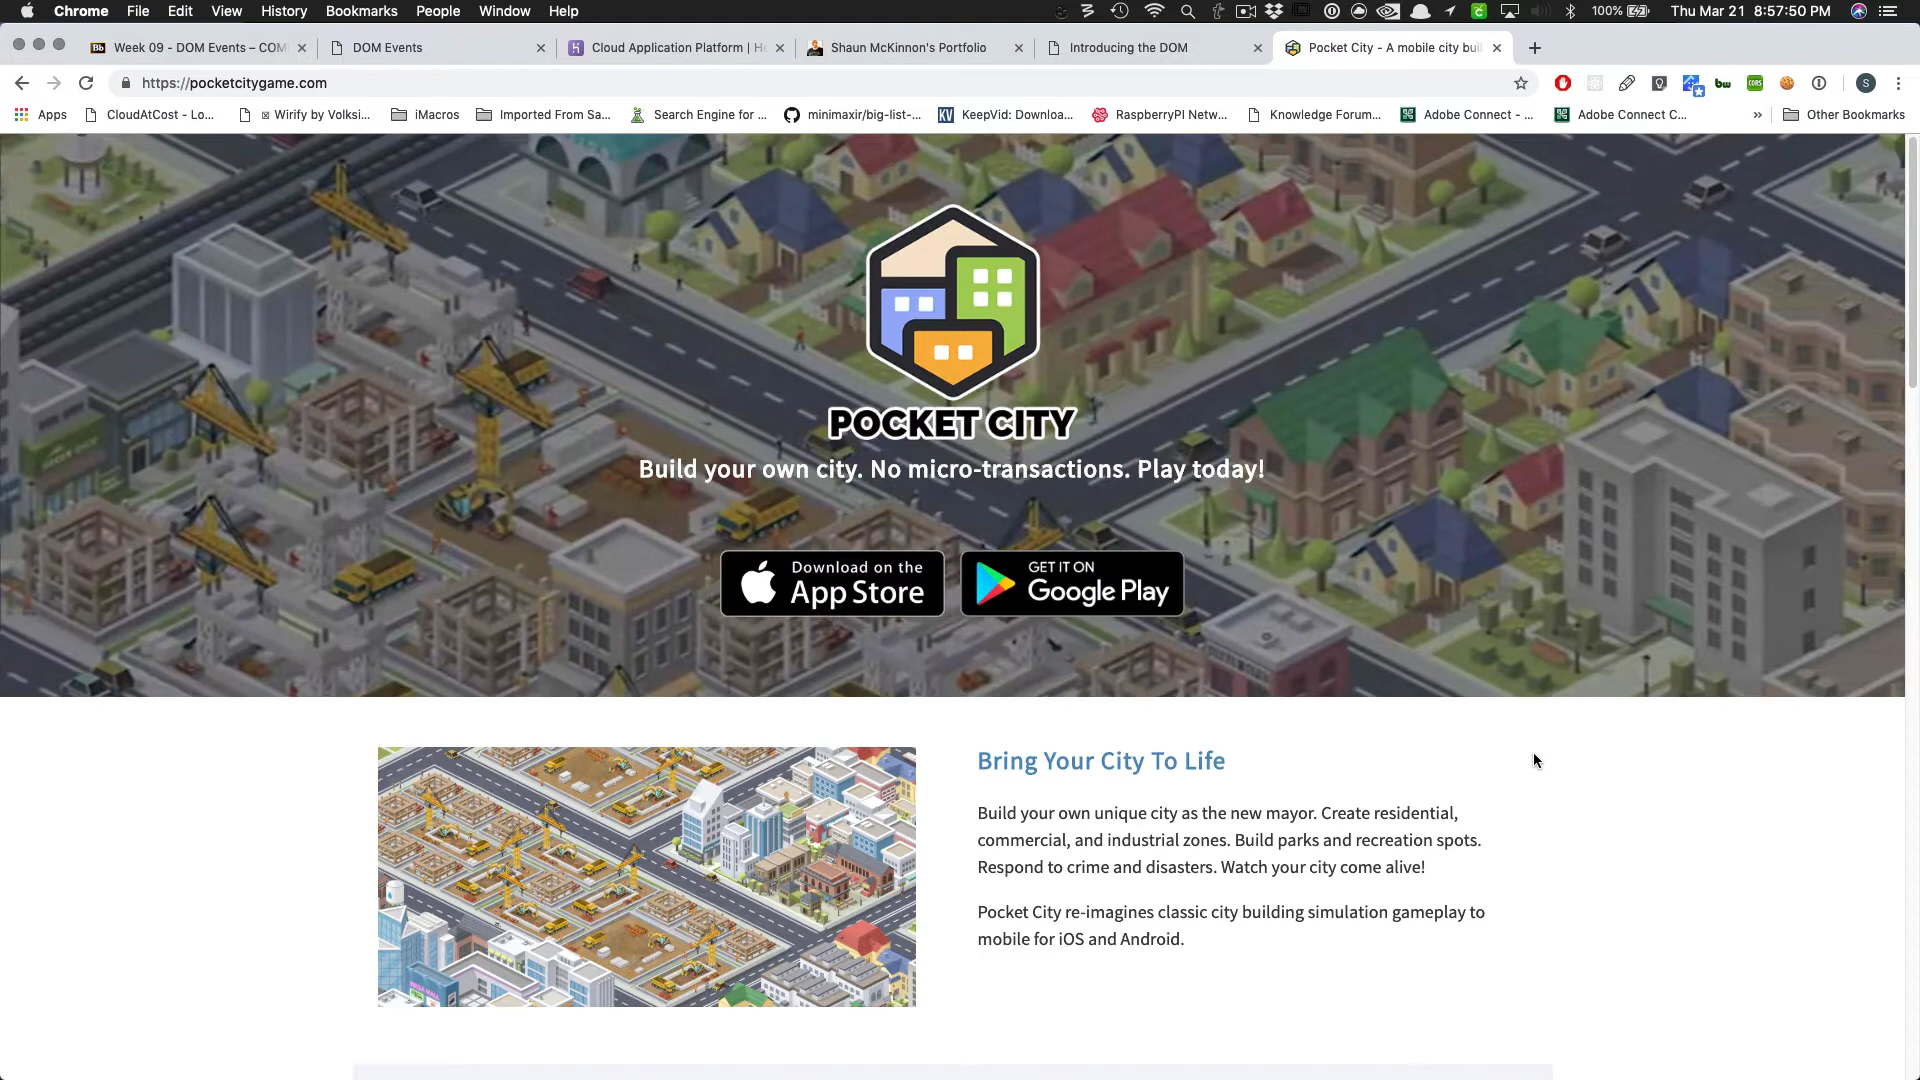 Chrome File Edit View History Bookmarks People Window Help 100% Thu Mar 21 8:57:50 PM
Bb Week 09 - DOM Events – COM DOM Events Cloud Application Platform | He Shaun McKinnon's Portfolio Introducing the DOM Pocket City - A mobile city bui
https://pocketcitygame.com
Apps CloudAtCost - Lo... Wirify by Volksi... iMacros Imported From Sa... Search Engine for ... minimaxir/big-list-... KV KeepVid: Downloa... RaspberryPI Netw... Knowledge Forum... Adobe Connect - ... Adobe Connect C... » Other Bookmarks
POCKET CITY
Build your own city. No micro-transactions. Play today!
Download on the
App Store
GET IT ON
Google Play
Bring Your City To Life
Build your own unique city as the new mayor. Create residential,
commercial, and industrial zones. Build parks and recreation spots.
Respond to crime and disasters. Watch your city come alive!
Pocket City re-imagines classic city building simulation gameplay to
mobile for iOS and Android.